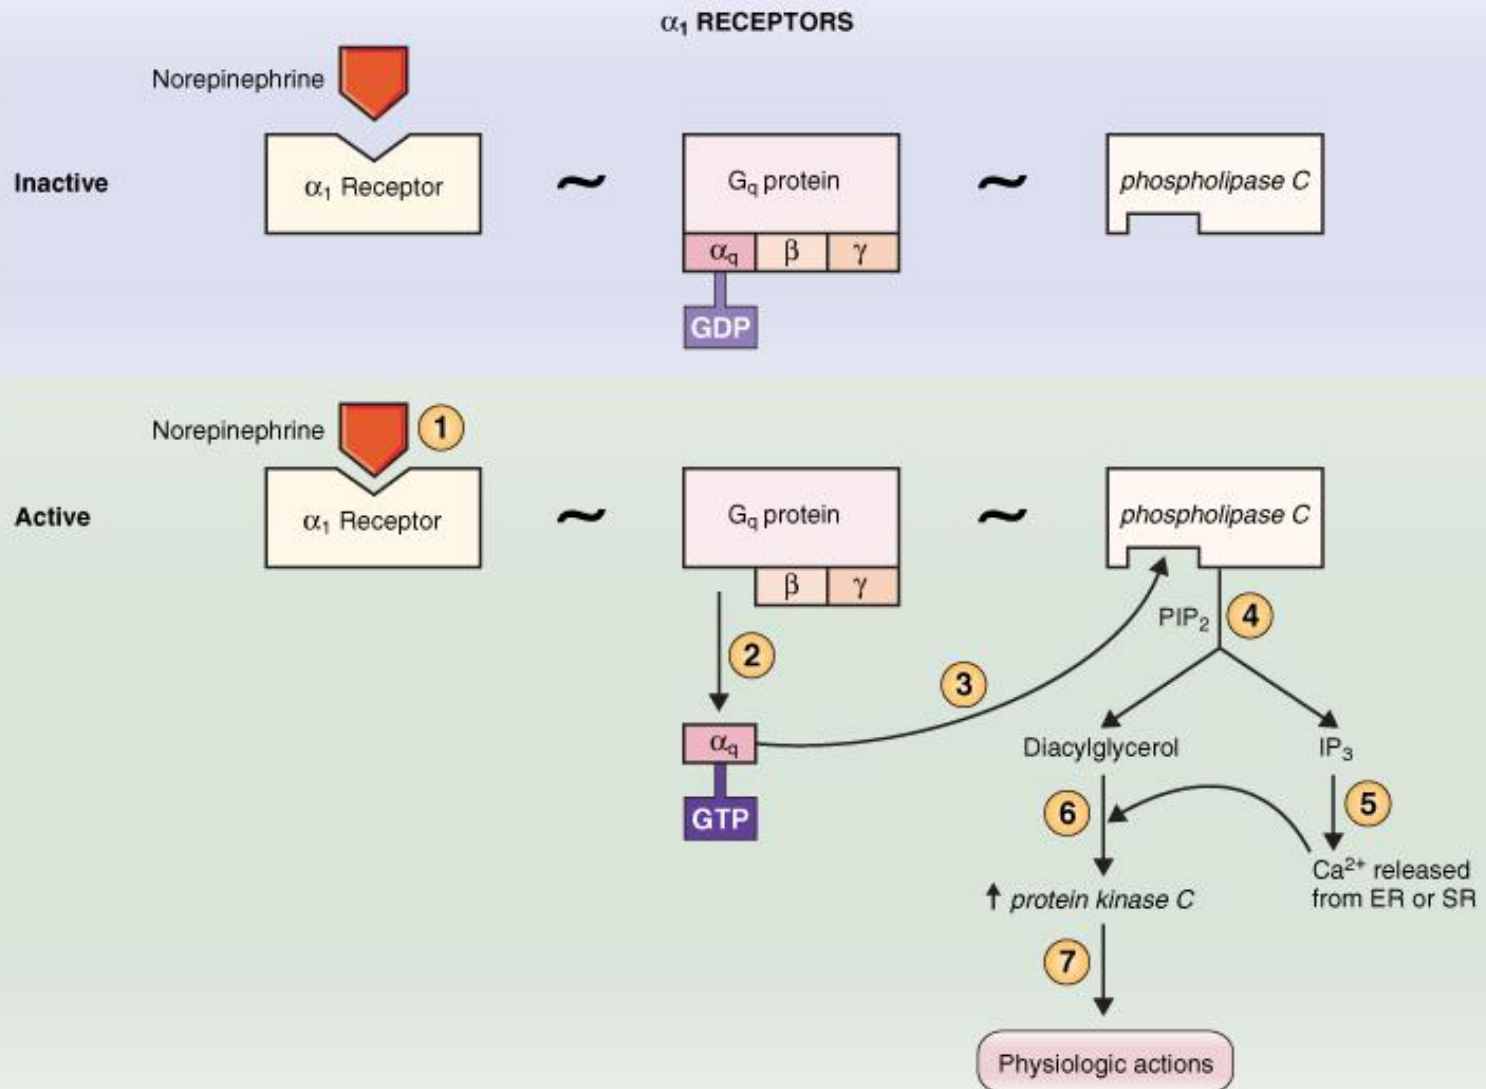 α₁ RECEPTORS
Norepinephrine
Inactive
α₁ Receptor
~
Gq protein
~
phospholipase C
αq β γ
GDP
Norepinephrine
1
Active
α₁ Receptor
~
Gq protein
~
phospholipase C
β γ
2
3
PIP₂
4
αq
GTP
Diacylglycerol
IP₃
6
5
Ca²⁺ released
from ER or SR
↑ protein kinase C
7
Physiologic actions